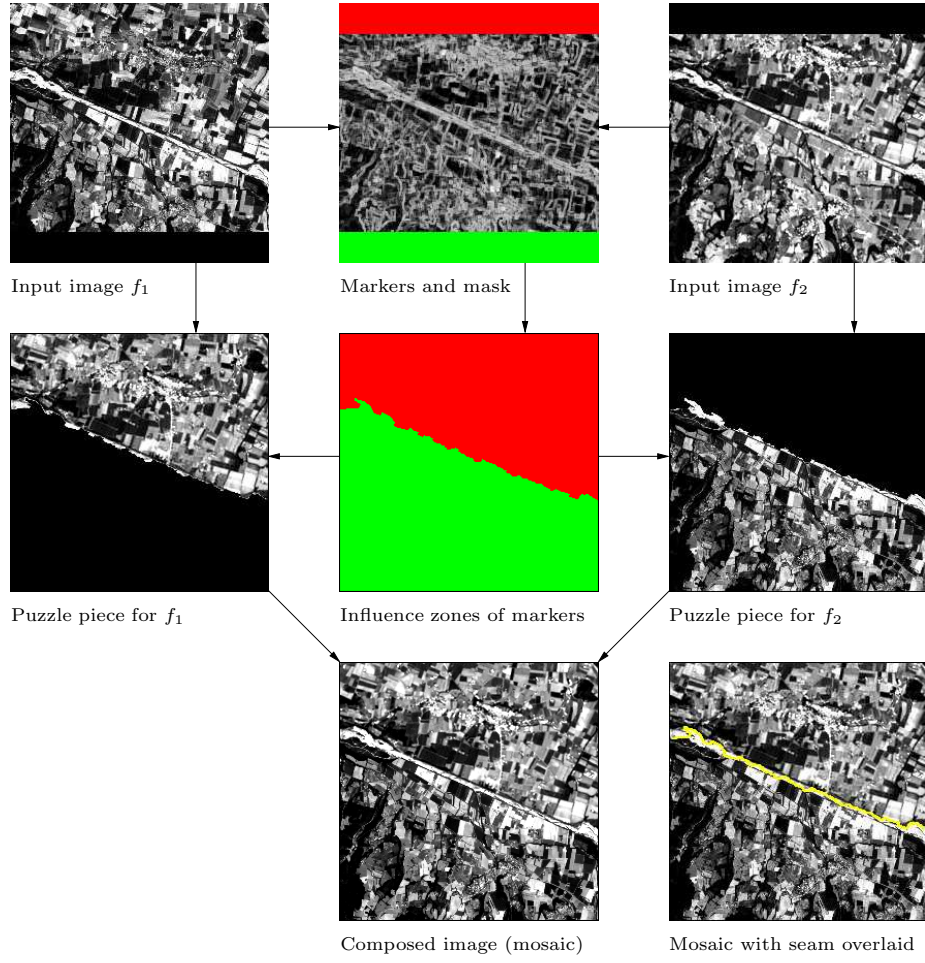 Input image f₁
Markers and mask
Input image f₂
Puzzle piece for f₁
Influence zones of markers
Puzzle piece for f₂
Composed image (mosaic)
Mosaic with seam overlaid